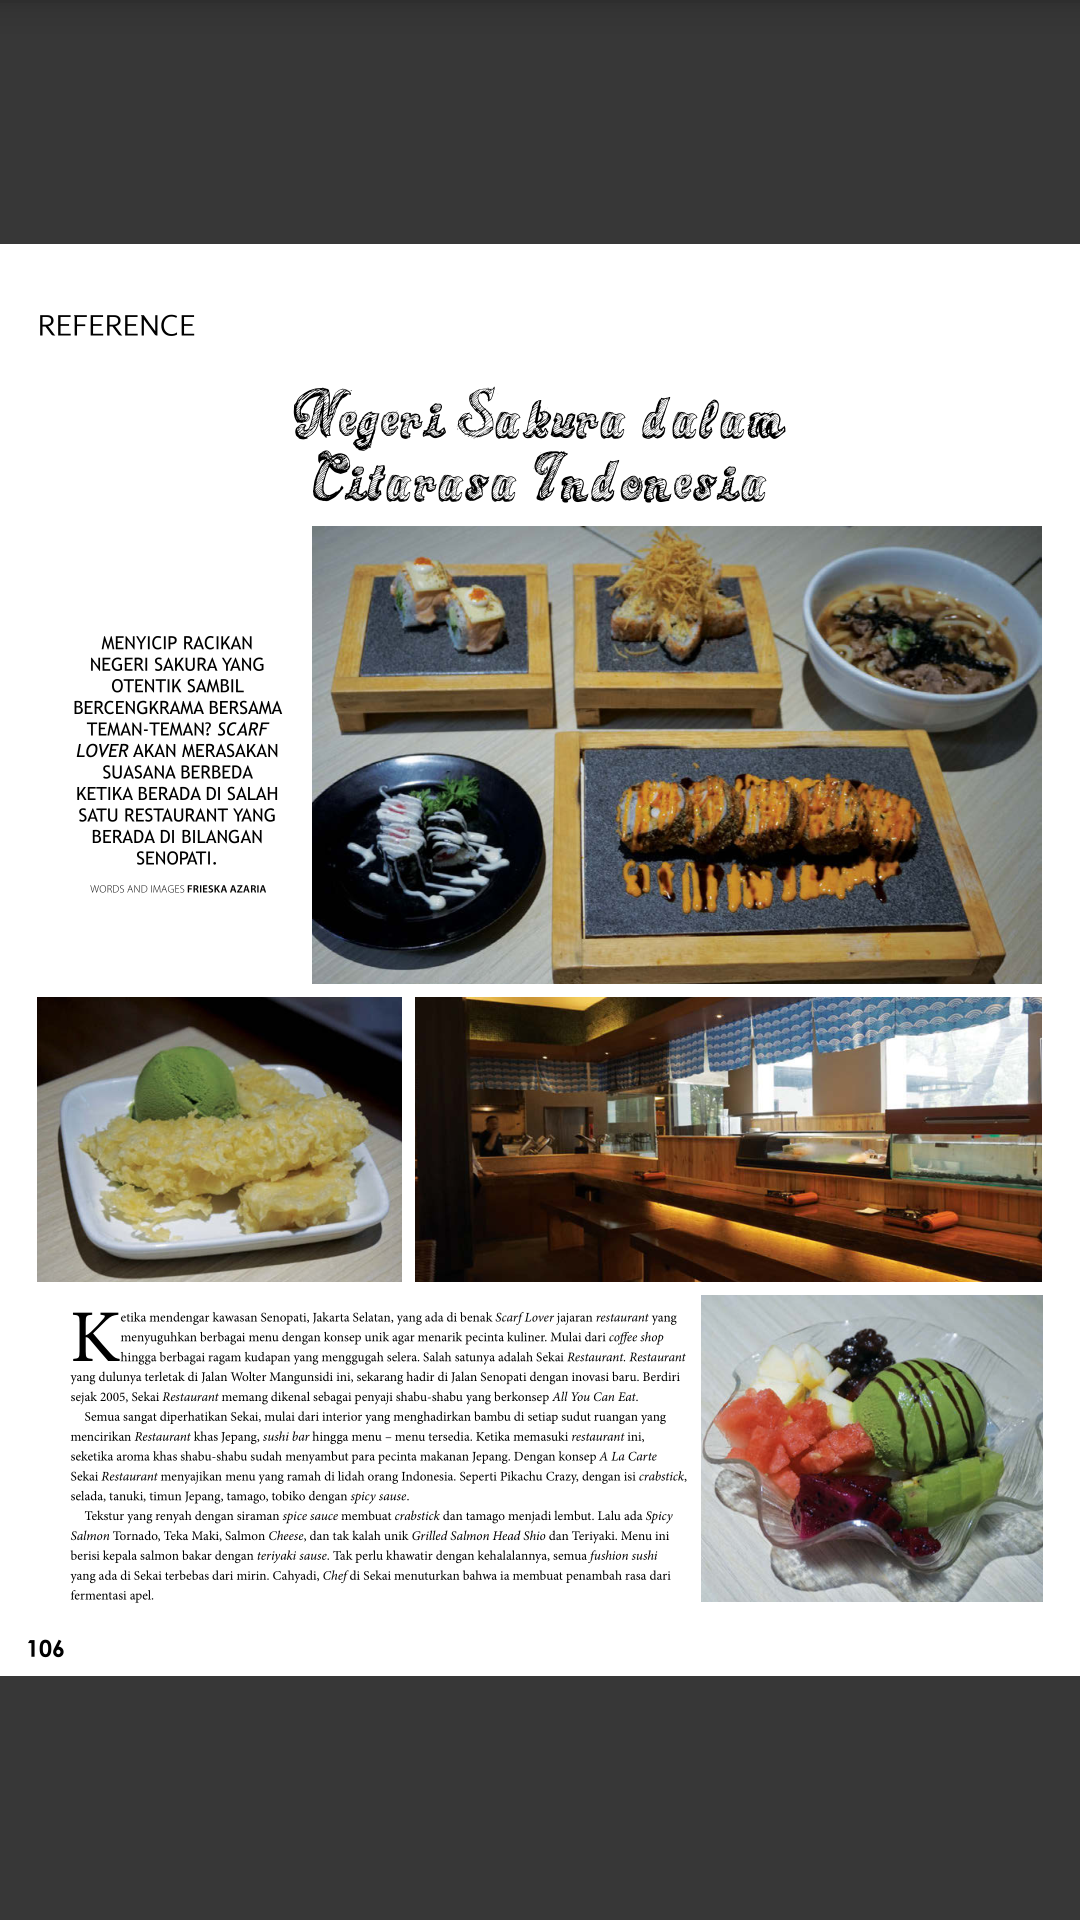 REFERENCE
Negeri Sakura dalam
Citarasa Indonesia
MENYICIP RACIKAN
NEGERI SAKURA YANG
OTENTIK SAMBIL
BERCENGKRAMA BERSAMA
TEMAN-TEMAN? SCARF
LOVER AKAN MERASAKAN
SUASANA BERBEDA
KETIKA BERADA DI SALAH
SATU RESTAURANT YANG
BERADA DI BILANGAN
SENOPATI.
WORDS AND IMAGES FRIESKA AZARIA
Ketika mendengar kawasan Senopati, Jakarta Selatan, yang ada di benak Scarf Lover jajaran restaurant yang
menyuguhkan berbagai menu dengan konsep unik agar menarik pecinta kuliner. Mulai dari coffee shop
hingga berbagai ragam kudapan yang menggugah selera. Salah satunya adalah Sekai Restaurant. Restaurant
yang dulunya terletak di Jalan Wolter Mangunsidi ini, sekarang hadir di Jalan Senopati dengan inovasi baru. Berdiri
sejak 2005, Sekai Restaurant memang dikenal sebagai penyaji shabu-shabu yang berkonsep All You Can Eat.
Semua sangat diperhatikan Sekai, mulai dari interior yang menghadirkan bambu di setiap sudut ruangan yang
mencirikan Restaurant khas Jepang, sushi bar hingga menu – menu tersedia. Ketika memasuki restaurant ini,
seketika aroma khas shabu-shabu sudah menyambut para pecinta makanan Jepang. Dengan konsep A La Carte
Sekai Restaurant menyajikan menu yang ramah di lidah orang Indonesia. Seperti Pikachu Crazy, dengan isi crabstick,
selada, tanuki, timun Jepang, tamago, tobiko dengan spicy sause.
Tekstur yang renyah dengan siraman spice sauce membuat crabstick dan tamago menjadi lembut. Lalu ada Spicy
Salmon Tornado, Teka Maki, Salmon Cheese, dan tak kalah unik Grilled Salmon Head Shio dan Teriyaki. Menu ini
berisi kepala salmon bakar dengan teriyaki sause. Tak perlu khawatir dengan kehalalannya, semua fushion sushi
yang ada di Sekai terbebas dari mirin. Cahyadi, Chef di Sekai menuturkan bahwa ia membuat penambah rasa dari
fermentasi apel.
106